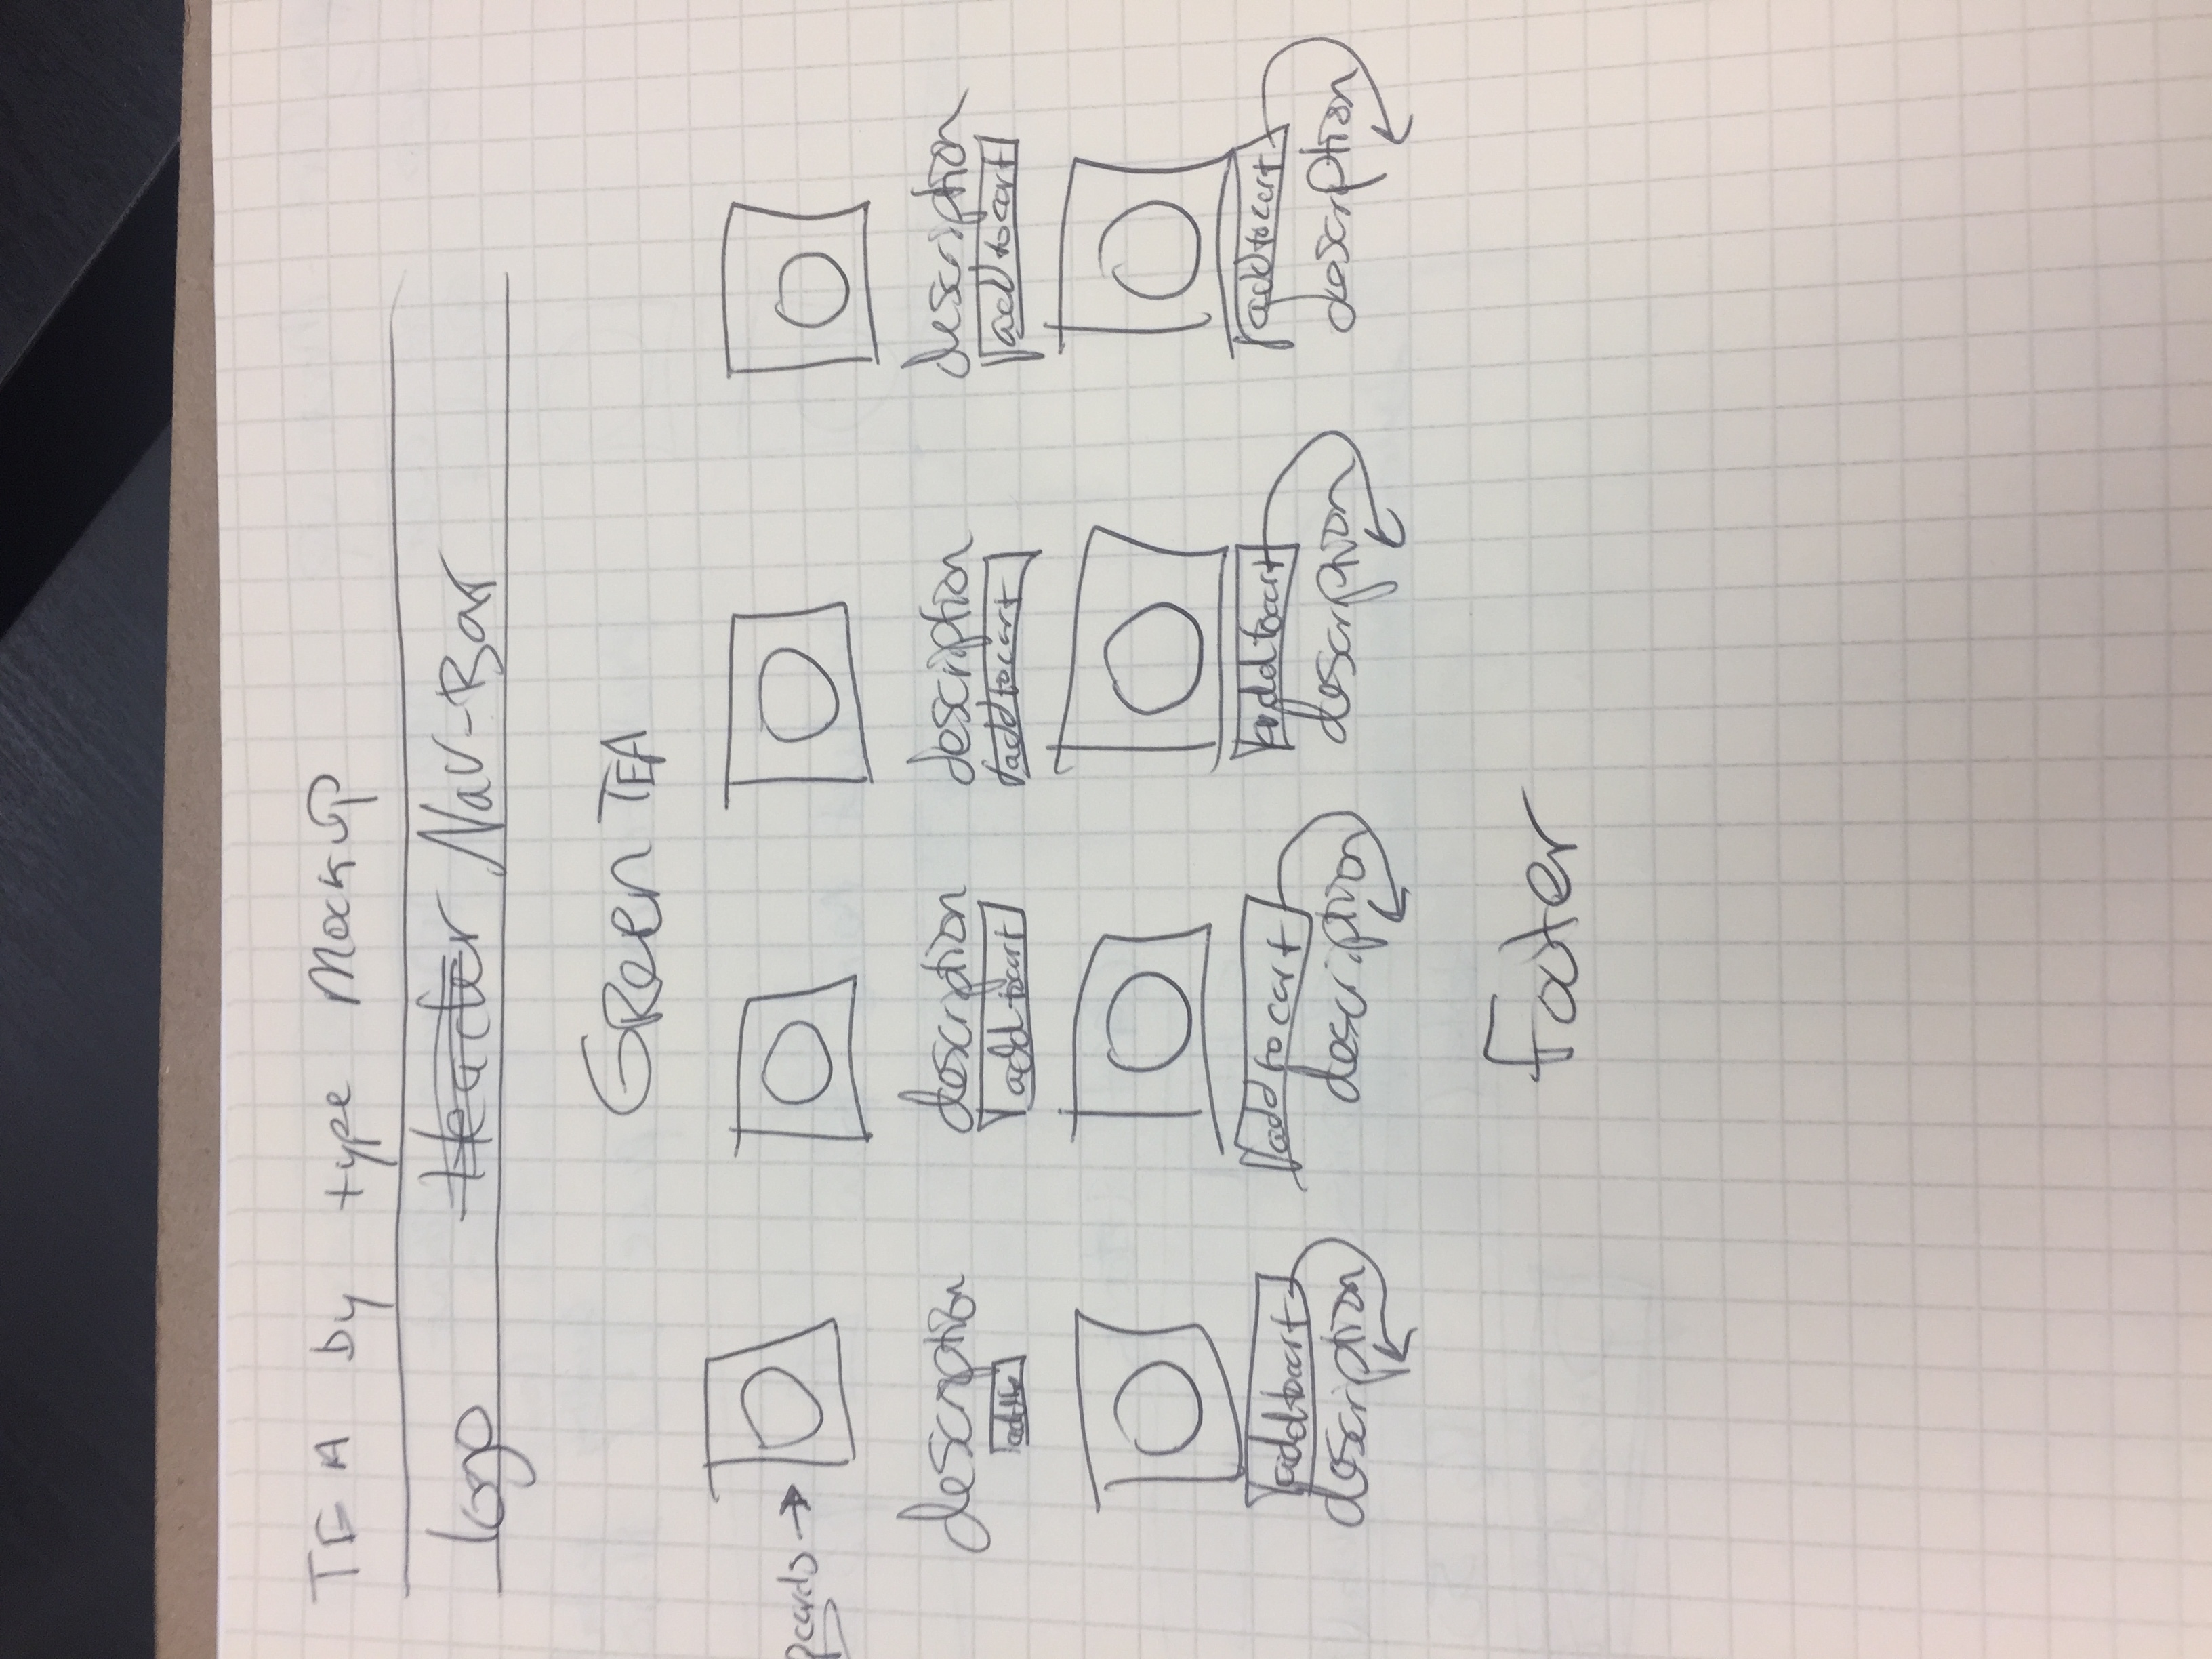 TEA by type Mockup
logo Header Nav-Bar
Green TEA
cards →
description description description description
add to cart add to cart add to cart
add to cart add to cart add to cart add to cart
description description description description
Footer